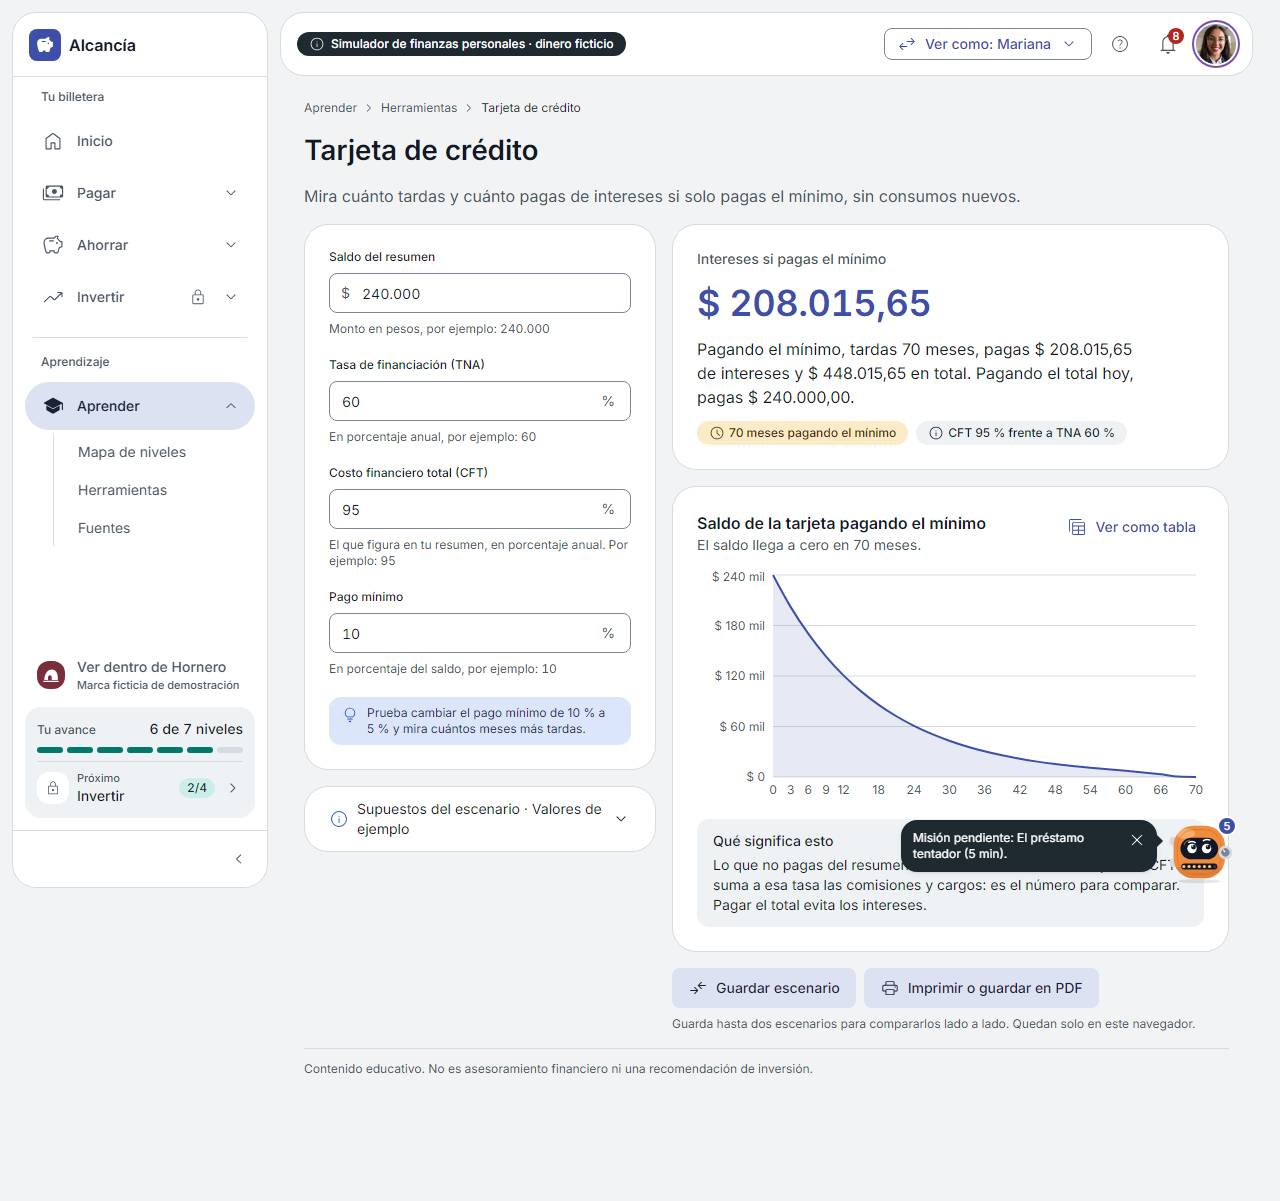 Alcancía
Tu billetera
Inicio
Pagar
Ahorrar
Invertir
Aprendizaje
Aprender
Mapa de niveles
Herramientas
Fuentes
Ver dentro de Hornero
Marca ficticia de demostración
Tu avance
6 de 7 niveles
Próximo
Invertir
2/4
Simulador de finanzas personales · dinero ficticio
Ver como: Mariana
8
Aprender
Herramientas
Tarjeta de crédito
Tarjeta de crédito
Mira cuánto tardas y cuánto pagas de intereses si solo pagas el mínimo, sin consumos nuevos.
Saldo del resumen
$ 240.000
Monto en pesos, por ejemplo: 240.000
Tasa de financiación (TNA)
60 %
En porcentaje anual, por ejemplo: 60
Costo financiero total (CFT)
95 %
El que figura en tu resumen, en porcentaje anual. Por
ejemplo: 95
Pago mínimo
10 %
En porcentaje del saldo, por ejemplo: 10
Prueba cambiar el pago mínimo de 10 % a
5 % y mira cuántos meses más tardas.
Supuestos del escenario · Valores de
ejemplo
Intereses si pagas el mínimo
$ 208.015,65
Pagando el mínimo, tardas 70 meses, pagas $ 208.015,65
de intereses y $ 448.015,65 en total. Pagando el total hoy,
pagas $ 240.000,00.
70 meses pagando el mínimo
CFT 95 % frente a TNA 60 %
Saldo de la tarjeta pagando el mínimo
Ver como tabla
El saldo llega a cero en 70 meses.
$ 240 mil
$ 180 mil
$ 120 mil
$ 60 mil
$ 0
0 3 6 9 12 18 24 30 36 42 48 54 60 66 70
Qué significa esto
Lo que no pagas del resumen
CFT
suma a esa tasa las comisiones y cargos: es el número para comparar.
Pagar el total evita los intereses.
Misión pendiente: El préstamo
tentador (5 min).
5
Guardar escenario
Imprimir o guardar en PDF
Guarda hasta dos escenarios para compararlos lado a lado. Quedan solo en este navegador.
Contenido educativo. No es asesoramiento financiero ni una recomendación de inversión.